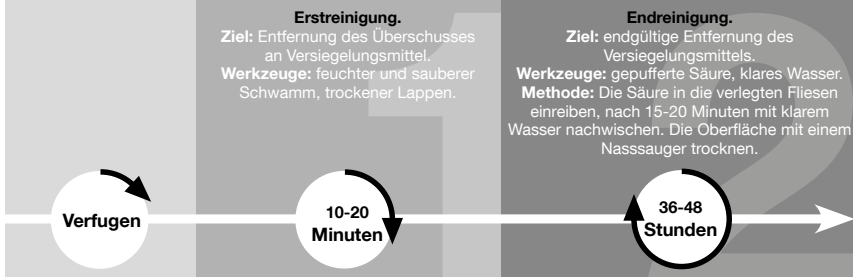 Erstreinigung.
Ziel: Entfernung des Überschusses
an Versiegelungsmittel.
Werkzeuge: feuchter und sauberer
Schwamm, trockener Lappen.
1
Endreinigung.
Ziel: endgültige Entfernung des
Versiegelungsmittels.
Werkzeuge: gepufferte Säure, klares Wasser.
Methode: Die Säure in die verlegten Fliesen
einreiben, nach 15-20 Minuten mit klarem
Wasser nachwischen. Die Oberfläche mit einem
Nasssauger trocknen.
2
Verfugen
10-20
Minuten
36-48
Stunden